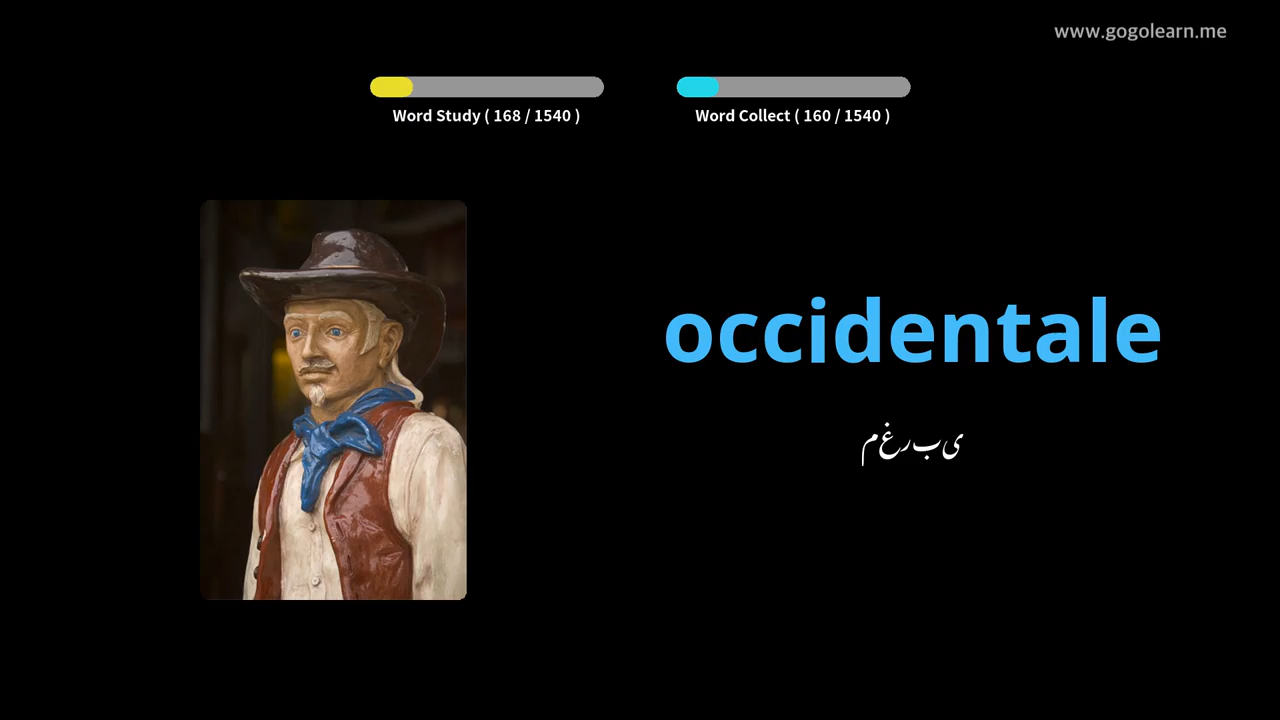 www.gogolearn.me
Word Study ( 168 / 1540 )
Word Collect ( 160 / 1540 )
occidentale
مغربی